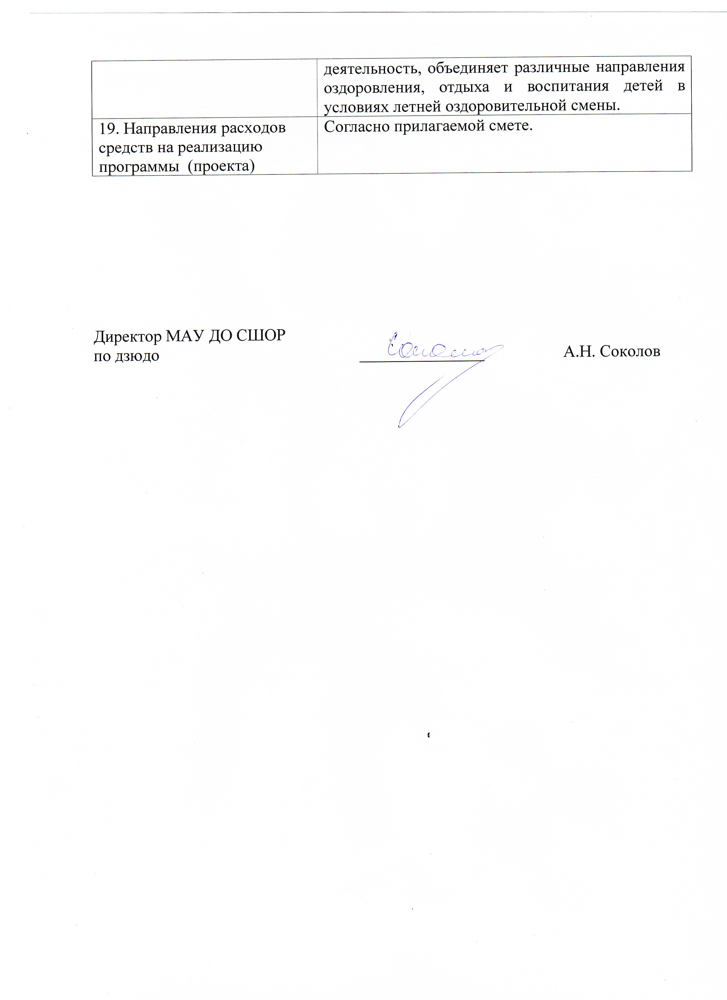 деятельность, объединяет различные направления
оздоровления, отдыха и воспитания детей в
условиях летней оздоровительной смены.
19. Направления расходов
средств на реализацию
программы (проекта)
Согласно прилагаемой смете.
Директор МАУ ДО СШОР
по дзюдо
А.Н. Соколов